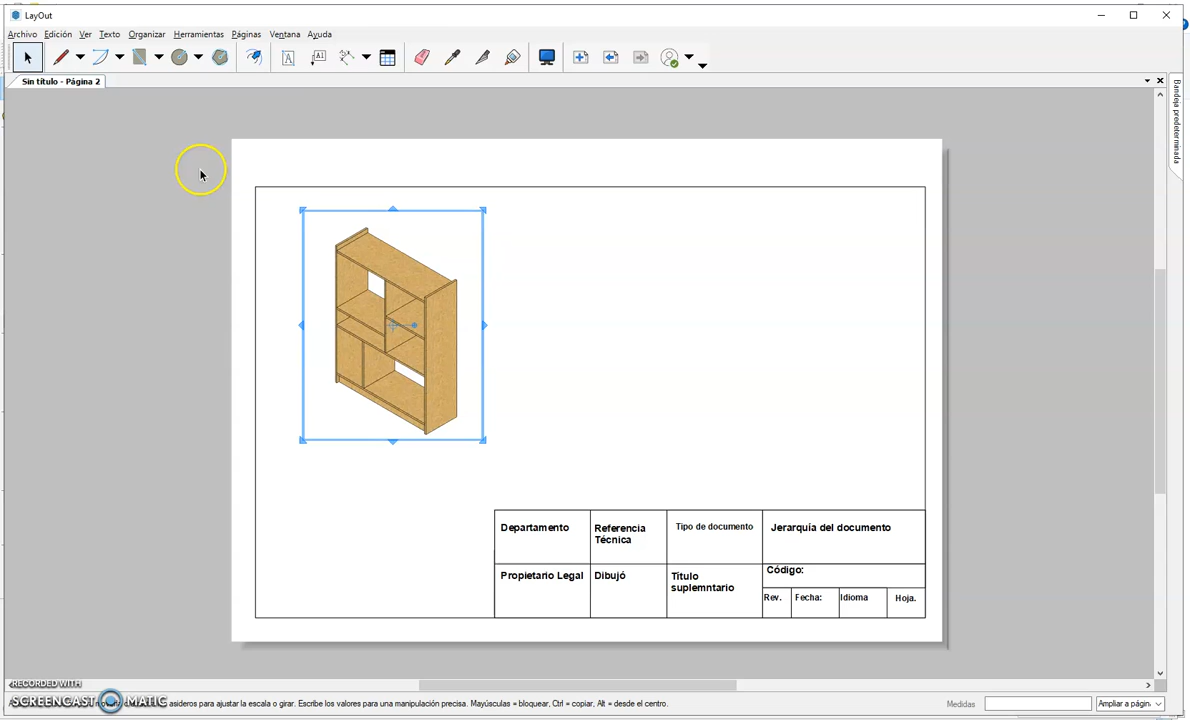 LayOut
Archivo Edición Ver Texto Organizar Herramientas Páginas Ventana Ayuda
Sin título - Página 2
Bandeja predeterminada
Departamento
Referencia
Técnica
Tipo de documento
Jerarquía del documento
Propietario Legal
Dibujó
Título
suplemntario
Código:
Rev.
Fecha:
Idioma
Hoja.
RECORDED WITH
SCREENCAST MATIC
asideros para ajustar la escala o girar. Escribe los valores para una manipulación precisa. Mayúsculas = bloquear, Ctrl = copiar, Alt = desde el centro.
Medidas
Ampliar a págin